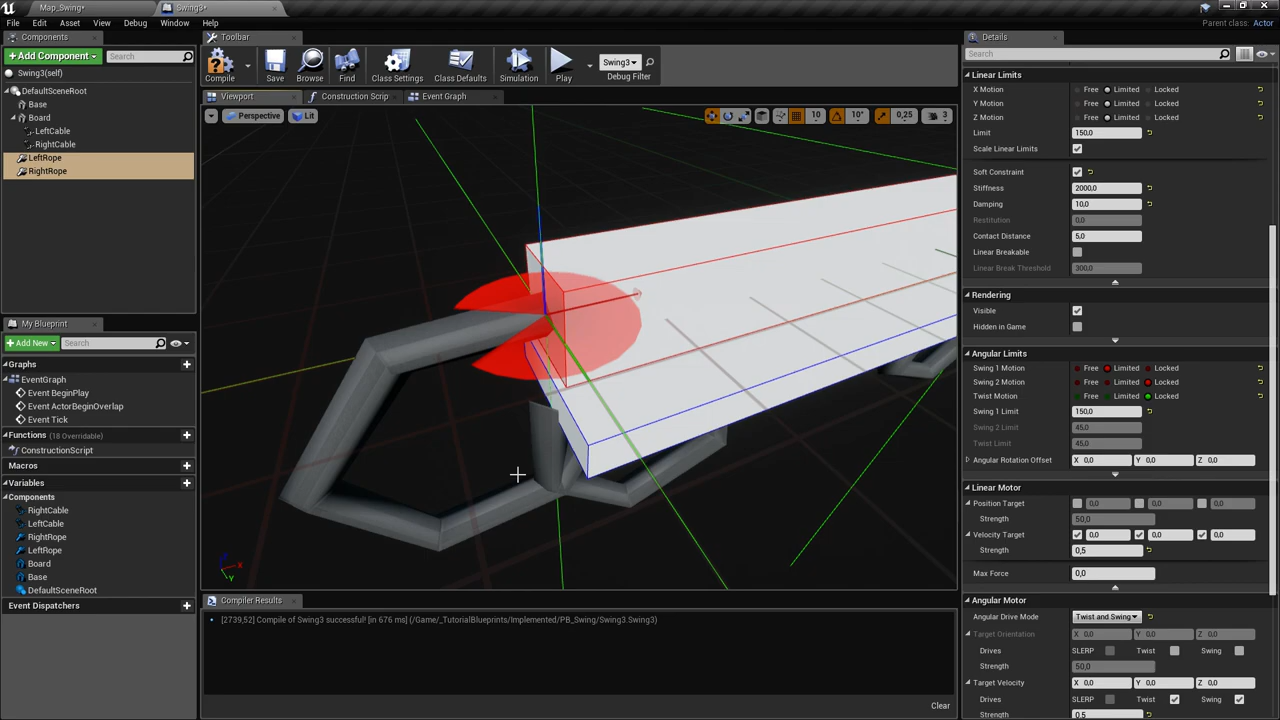 Map_Swing*
Swing3*
Parent class: Actor
File Edit Asset View Debug Window Help
Components
+ Add Component
Search
Swing3(self)
DefaultSceneRoot
Base
Board
LeftCable
RightCable
LeftRope
RightRope
My Blueprint
+ Add New
Search
Graphs
EventGraph
Event BeginPlay
Event ActorBeginOverlap
Event Tick
Functions (18 Overridable)
ConstructionScript
Macros
Variables
Components
RightCable
LeftCable
RightRope
LeftRope
Board
Base
DefaultSceneRoot
Event Dispatchers
Toolbar
Compile
Save
Browse
Find
Class Settings
Class Defaults
Simulation
Play
Swing3
Debug Filter
Viewport
Construction Scrip
Event Graph
Perspective
Lit
10
10°
0,25
3
Z
X
Y
Compiler Results
[2739,52] Compile of Swing3 successful! [in 676 ms] (/Game/_TutorialBlueprints/Implemented/PB_Swing/Swing3.Swing3)
Clear
Details
Search
Linear Limits
X Motion Free Limited Locked
Y Motion Free Limited Locked
Z Motion Free Limited Locked
Limit 150,0
Scale Linear Limits
Soft Constraint
Stiffness 2000,0
Damping 10,0
Restitution 0,0
Contact Distance 5,0
Linear Breakable
Linear Break Threshold 300,0
Rendering
Visible
Hidden in Game
Angular Limits
Swing 1 Motion Free Limited Locked
Swing 2 Motion Free Limited Locked
Twist Motion Free Limited Locked
Swing 1 Limit 150,0
Swing 2 Limit 45,0
Twist Limit 45,0
Angular Rotation Offset X 0,0 Y 0,0 Z 0,0
Linear Motor
Position Target 0,0 0,0 0,0
Strength 50,0
Velocity Target 0,0 0,0 0,0
Strength 0,5
Max Force 0,0
Angular Motor
Angular Drive Mode Twist and Swing
Target Orientation X 0,0 Y 0,0 Z 0,0
Drives SLERP Twist Swing
Strength 50,0
Target Velocity X 0,0 Y 0,0 Z 0,0
Drives SLERP Twist Swing
Strength 0,5